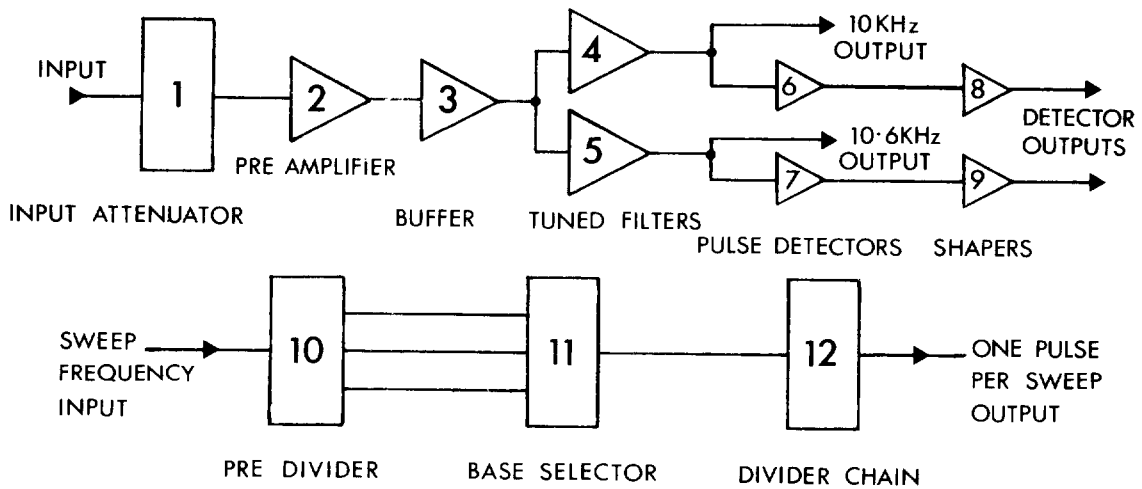 INPUT
1
2
3
4
5
6
7
8
9
10KHz
OUTPUT
10·6KHz
OUTPUT
DETECTOR
OUTPUTS
PRE AMPLIFIER
INPUT ATTENUATOR
BUFFER
TUNED FILTERS
PULSE DETECTORS
SHAPERS
SWEEP
FREQUENCY
INPUT
10
11
12
ONE PULSE
PER SWEEP
OUTPUT
PRE DIVIDER
BASE SELECTOR
DIVIDER CHAIN